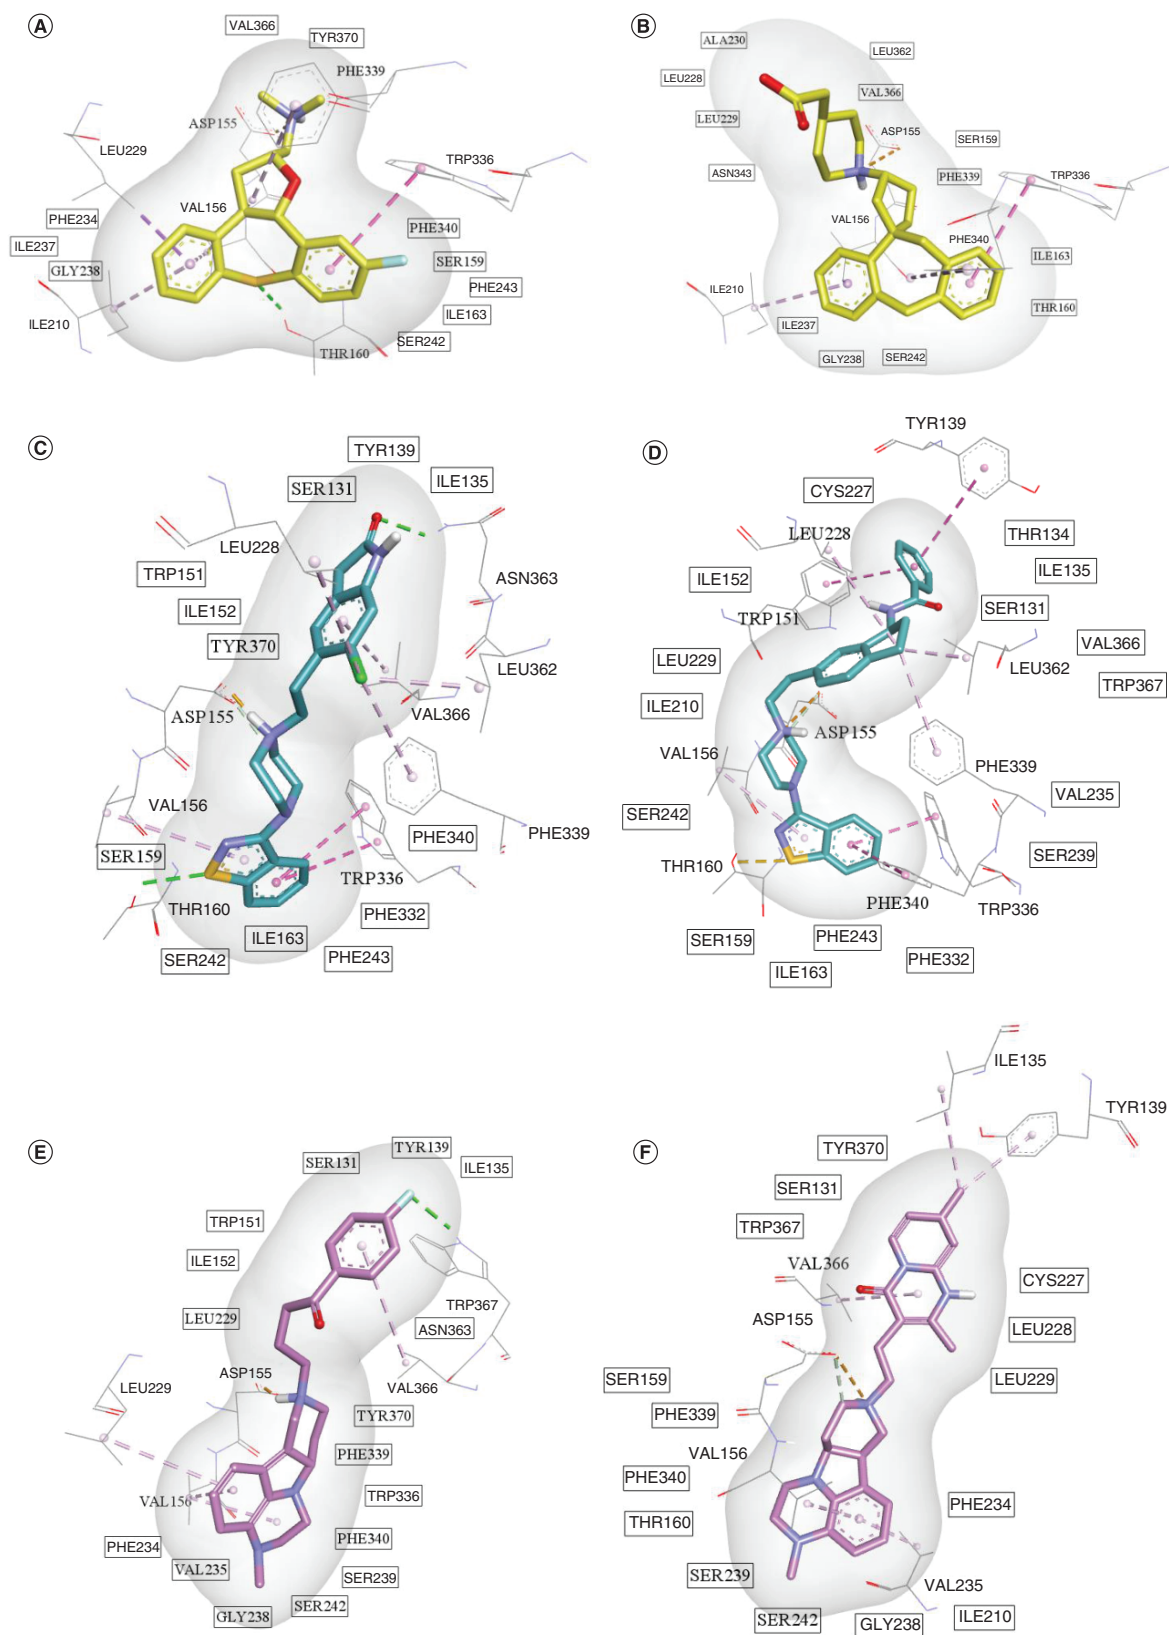 A
VAL366
TYR370
PHE339
ASP155
LEU229
TRP336
PHE234
VAL156
PHE340
ILE237
GLY238
SER159
PHE243
ILE163
ILE210
SER242
THR160
B
ALA230
LEU362
LEU228
VAL366
LEU229
ASP155
SER159
ASN343
PHE339
TRP336
VAL156
PHE340
ILE163
ILE210
THR160
ILE237
GLY238
SER242
C
TYR139
ILE135
SER131
LEU228
TRP151
ASN363
ILE152
TYR370
LEU362
ASP155
VAL366
VAL156
PHE340
PHE339
SER159
TRP336
THR160
PHE332
ILE163
SER242
PHE243
D
TYR139
CYS227
LEU228
THR134
ILE152
ILE135
TRP151
SER131
VAL366
LEU229
LEU362
TRP367
ILE210
ASP155
VAL156
PHE339
VAL235
SER242
SER239
THR160
PHE340
TRP336
SER159
PHE243
PHE332
ILE163
E
TYR139
SER131
ILE135
TRP151
ILE152
TRP367
LEU229
ASN363
ASP155
LEU229
VAL366
TYR370
PHE339
VAL156
TRP336
PHE234
PHE340
VAL235
SER239
SER242
GLY238
F
ILE135
TYR139
TYR370
SER131
TRP367
VAL366
CYS227
ASP155
LEU228
SER159
LEU229
PHE339
VAL156
PHE340
PHE234
THR160
SER239
VAL235
SER242
GLY238
ILE210